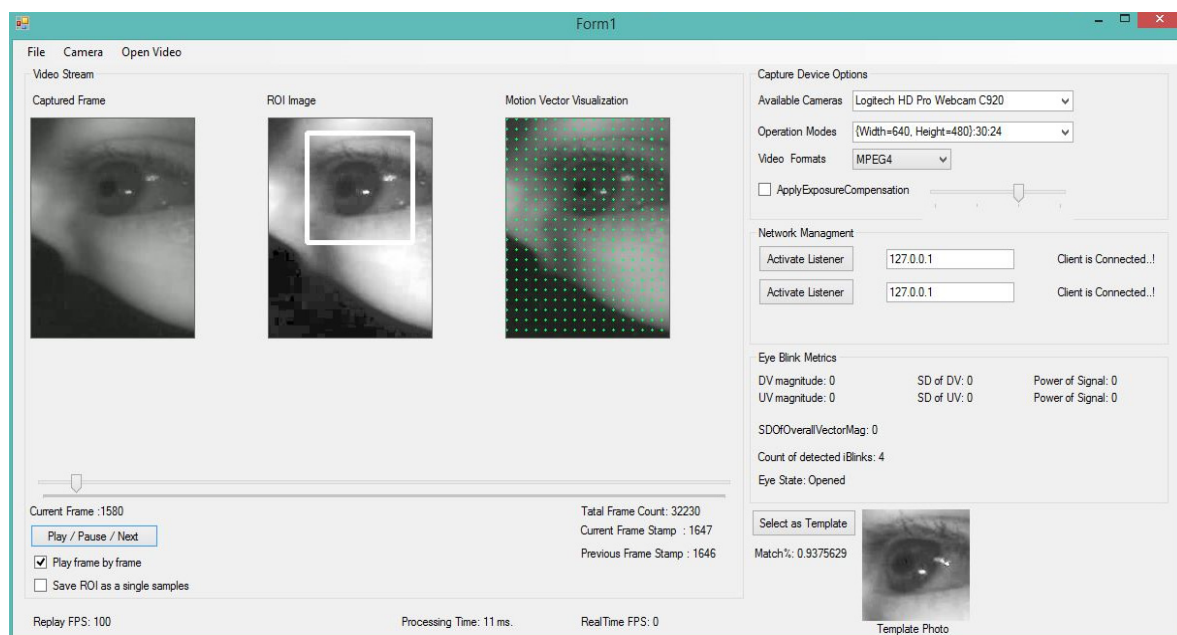 Form1
File Camera Open Video
Video Stream
Captured Frame ROI Image Motion Vector Visualization
Current Frame :1580
Tatal Frame Count: 32230
Play / Pause / Next
Current Frame Stamp : 1647
Play frame by frame
Previous Frame Stamp : 1646
Save ROI as a single samples
Replay FPS: 100 Processing Time: 11 ms. RealTime FPS: 0
Capture Device Options
Available Cameras Logitech HD Pro Webcam C920
Operation Modes {Width=640, Height=480}:30:24
Video Formats MPEG4
ApplyExposureCompensation
Network Managment
Activate Listener 127.0.0.1 Client is Connected..!
Activate Listener 127.0.0.1 Client is Connected..!
Eye Blink Metrics
DV magnitude: 0 SD of DV: 0 Power of Signal: 0
UV magnitude: 0 SD of UV: 0 Power of Signal: 0
SDOfOverallVectorMag: 0
Count of detected iBlinks: 4
Eye State: Opened
Select as Template
Match%: 0.9375629
Template Photo